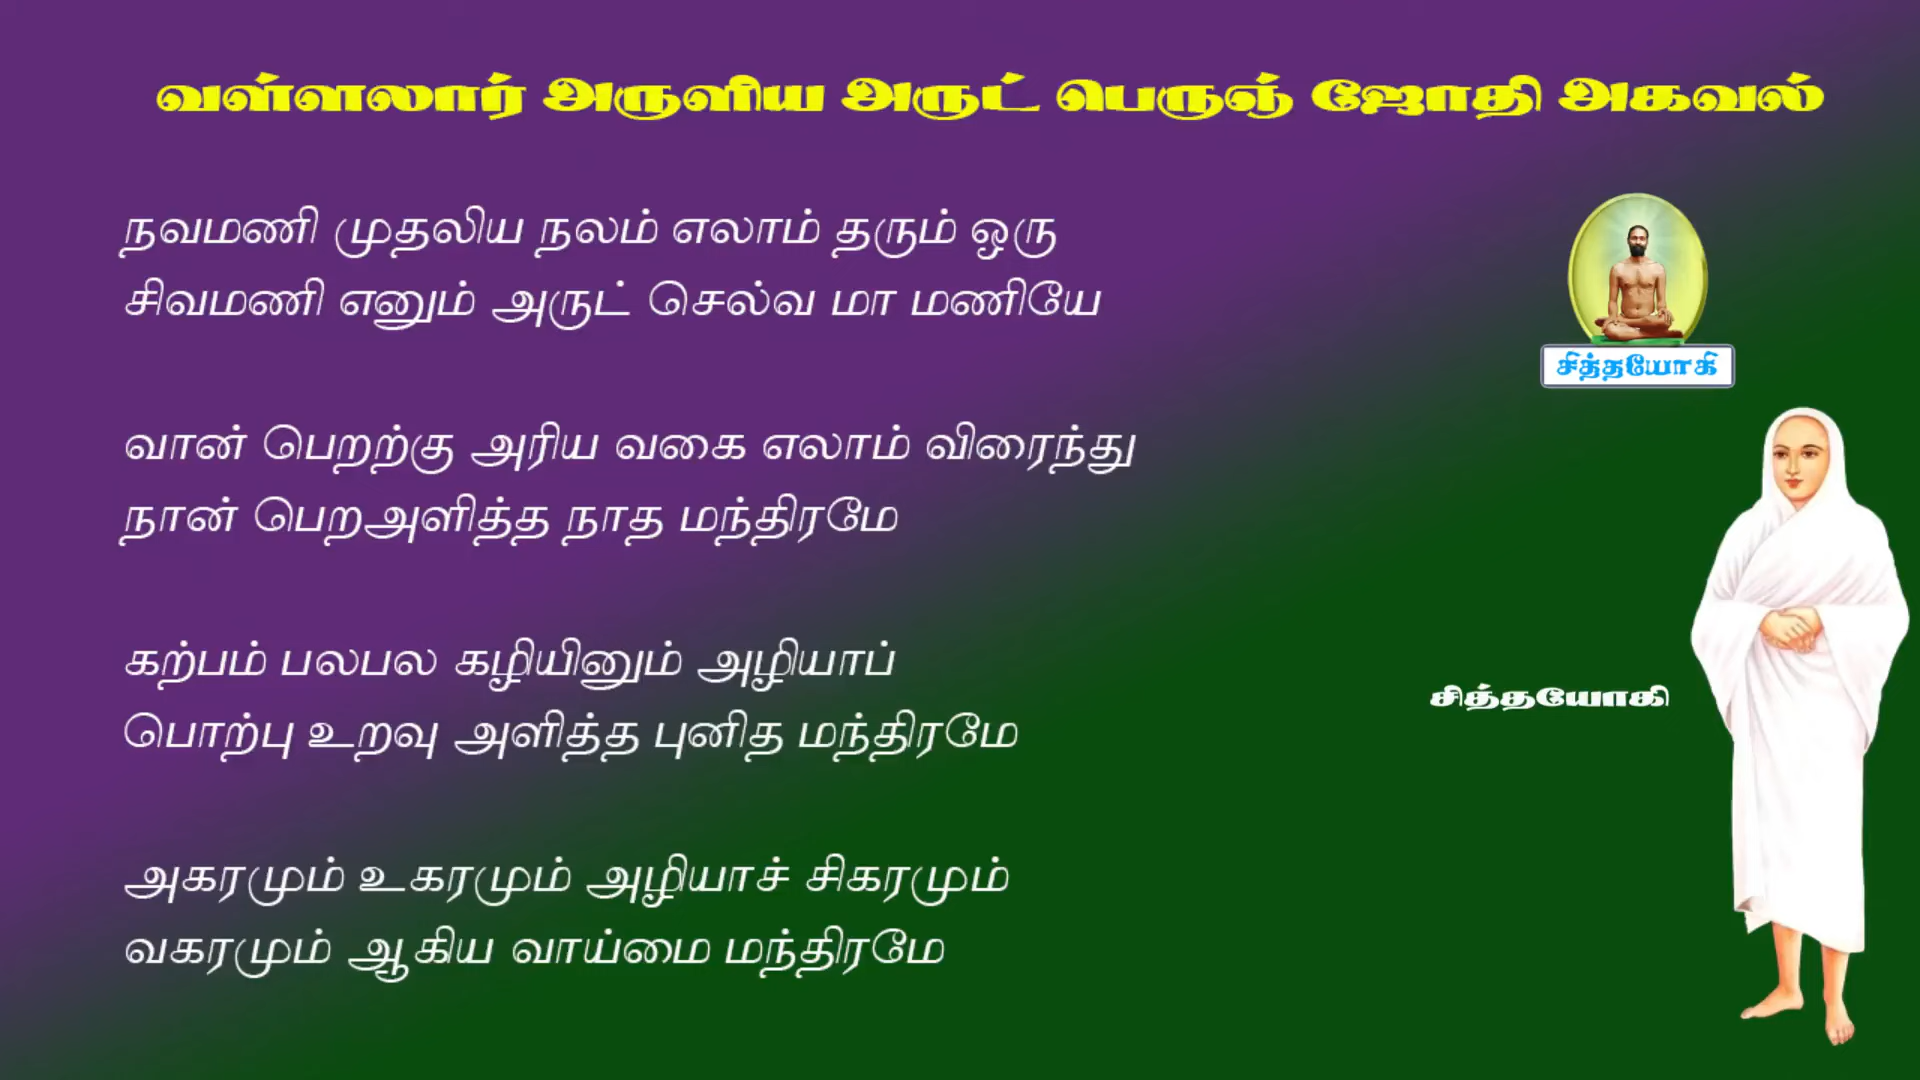 வள்ளலார் அருளிய அருட் பெருஞ் ஜோதி அகவல்
நவமணி முதலிய நலம் எலாம் தரும் ஒரு
சிவமணி எனும் அருட் செல்வ மா மணியே
சித்தயோகி
வான் பெறற்கு அரிய வகை எலாம் விரைந்து
நான் பெறஅளித்த நாத மந்திரமே
கற்பம் பலபல கழியினும் அழியாப்
பொற்பு உறவு அளித்த புனித மந்திரமே
சித்தயோகி
அகரமும் உகரமும் அழியாச் சிகரமும்
வகரமும் ஆகிய வாய்மை மந்திரமே